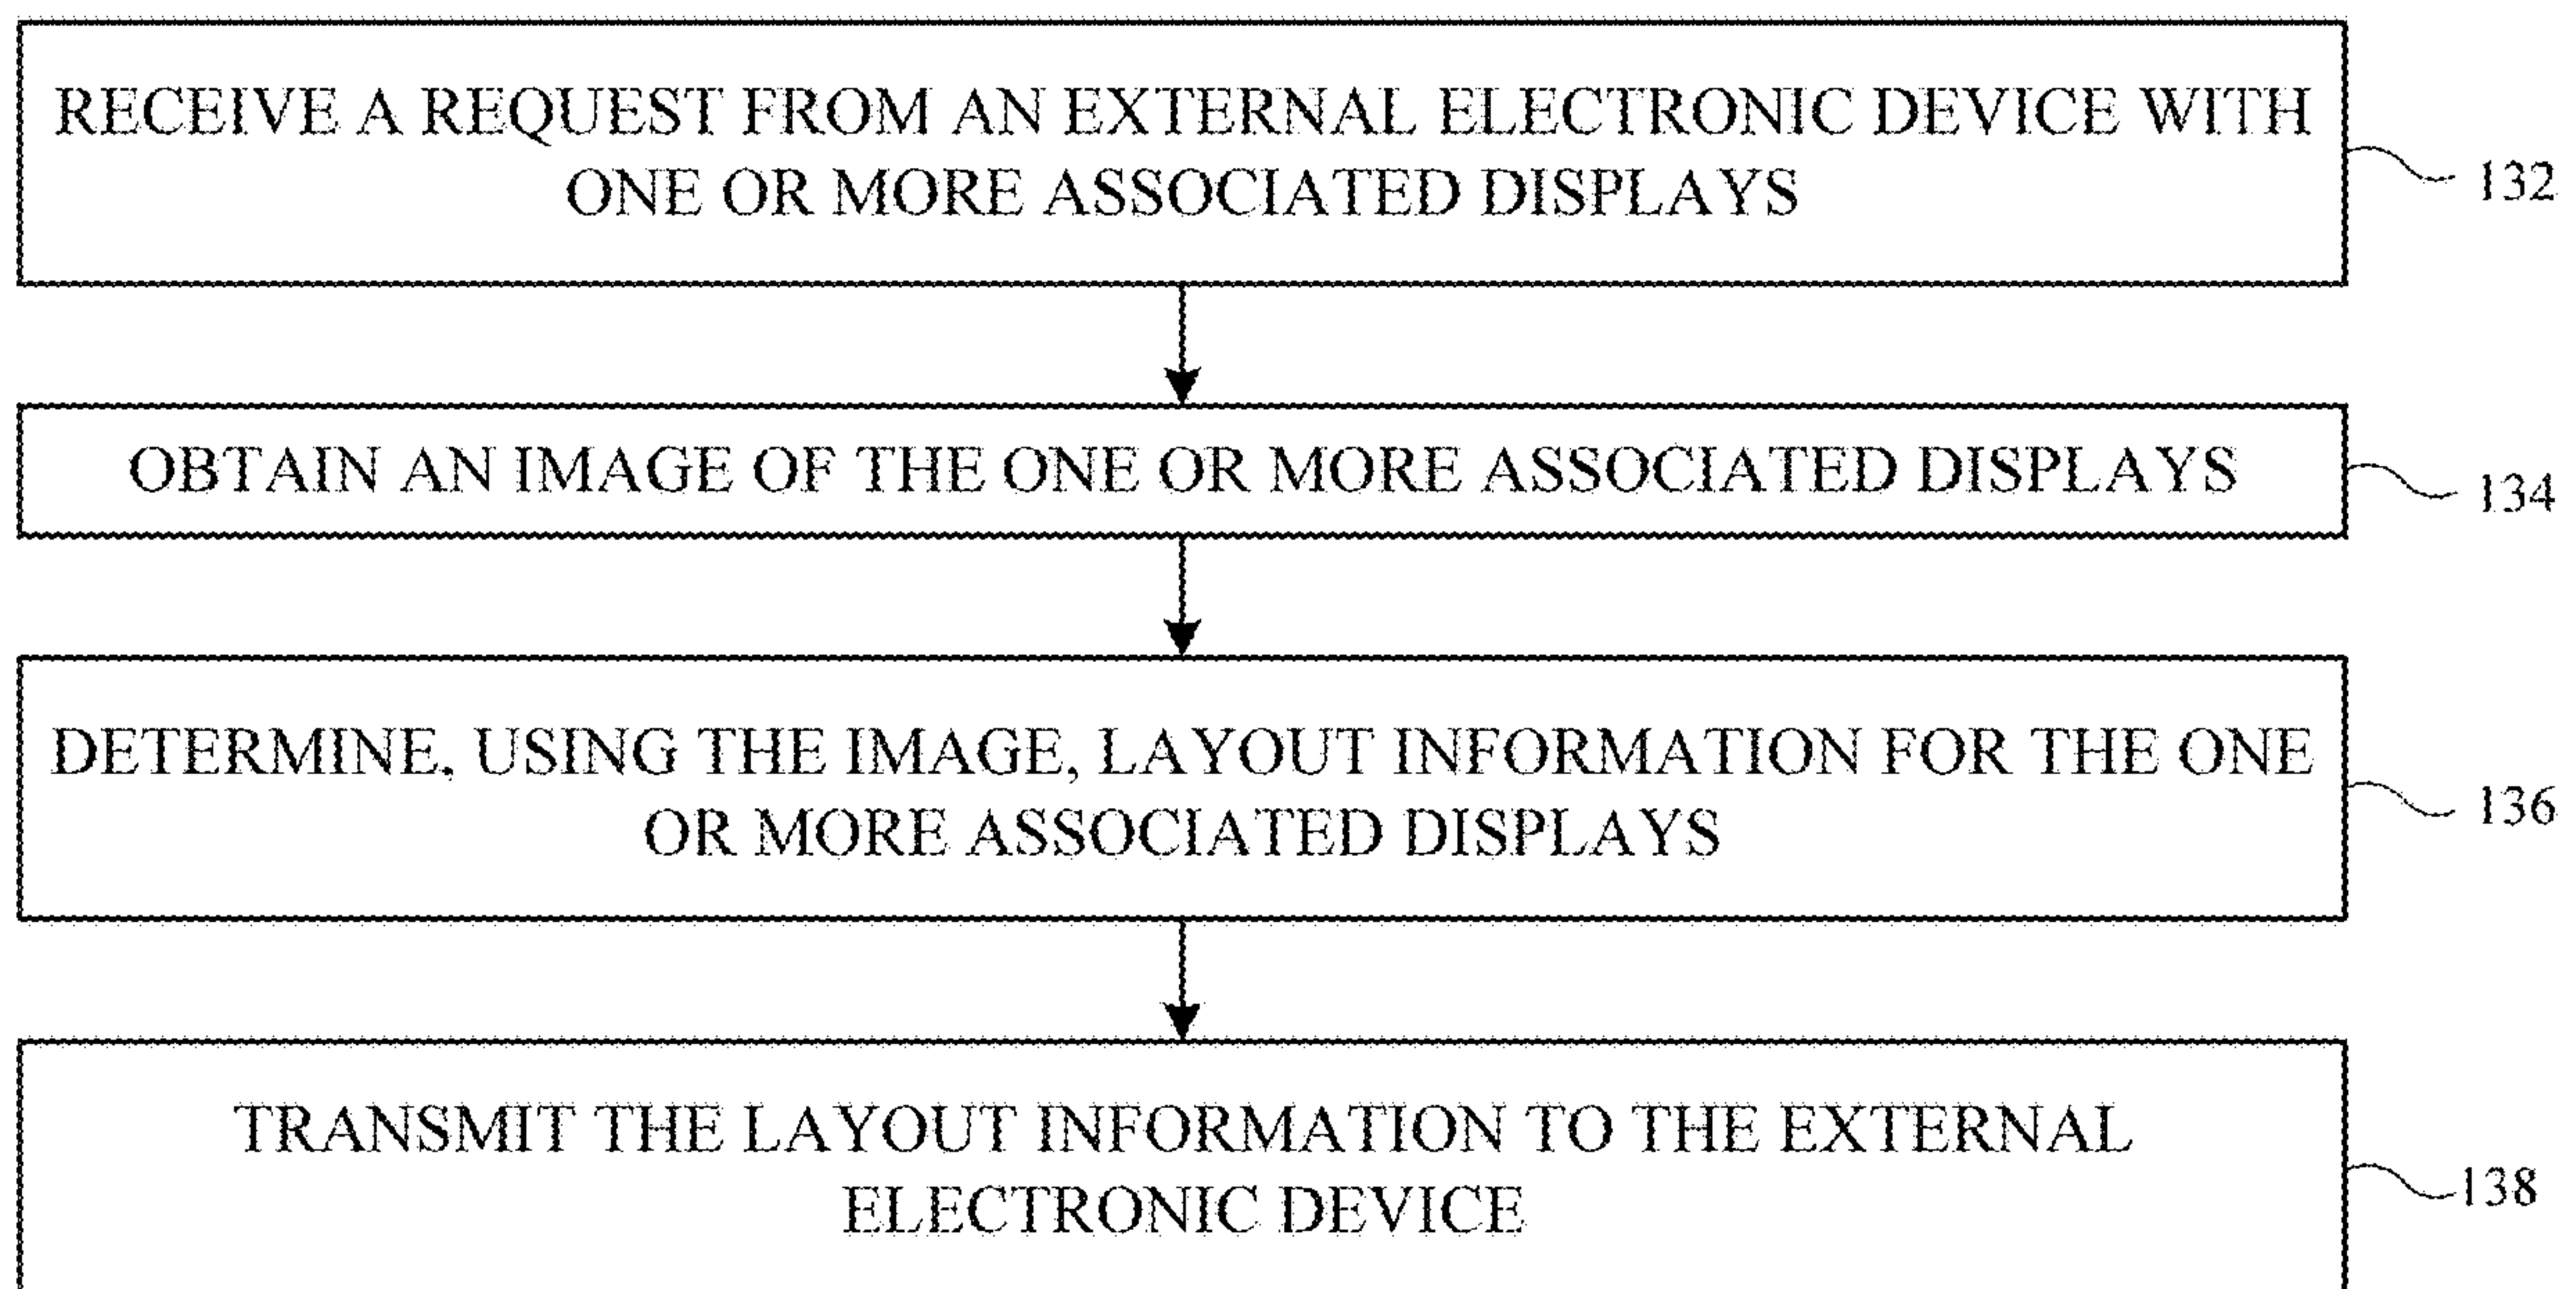 RECEIVE A REQUEST FROM AN EXTERNAL ELECTRONIC DEVICE WITH
ONE OR MORE ASSOCIATED DISPLAYS
132
OBTAIN AN IMAGE OF THE ONE OR MORE ASSOCIATED DISPLAYS
134
DETERMINE, USING THE IMAGE, LAYOUT INFORMATION FOR THE ONE
OR MORE ASSOCIATED DISPLAYS
136
TRANSMIT THE LAYOUT INFORMATION TO THE EXTERNAL
ELECTRONIC DEVICE
138